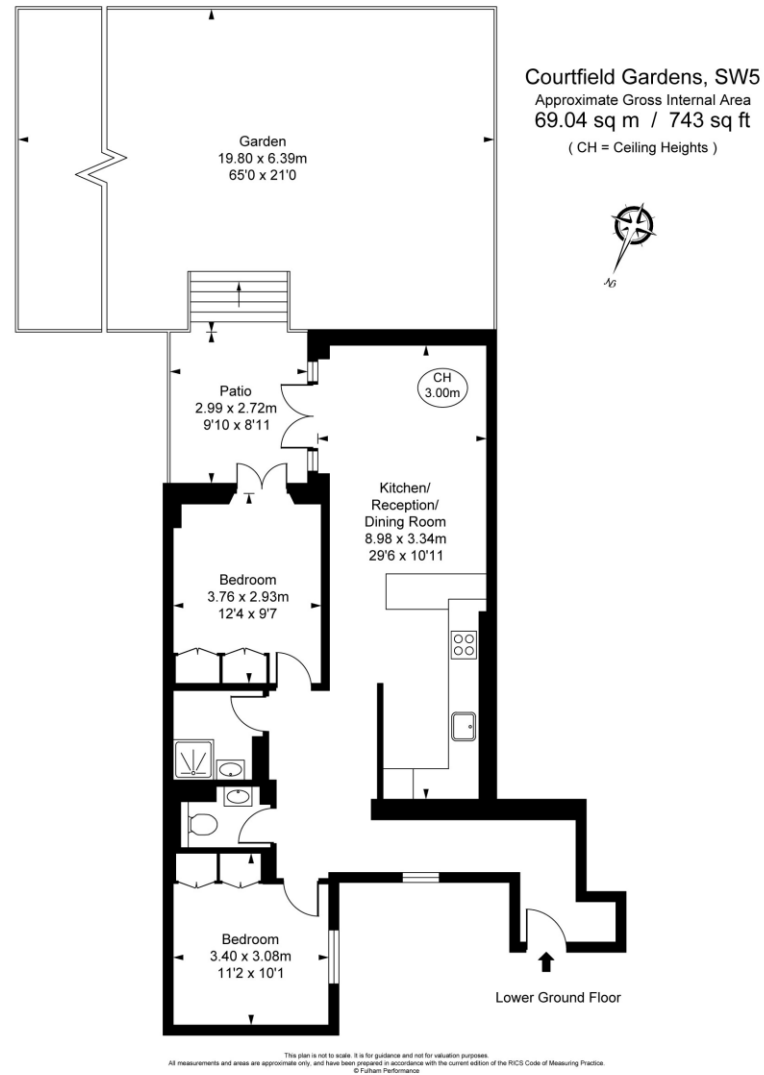 Courtfield Gardens, SW5
Approximate Gross Internal Area
69.04 sq m / 743 sq ft
( CH = Ceiling Heights )
N
Garden
19.80 x 6.39m
65'0 x 21'0
Patio
2.99 x 2.72m
9'10 x 8'11
CH
3.00m
Kitchen/
Reception/
Dining Room
8.98 x 3.34m
29'6 x 10'11
Bedroom
3.76 x 2.93m
12'4 x 9'7
Bedroom
3.40 x 3.08m
11'2 x 10'1
Lower Ground Floor
This plan is not to scale. It is for guidance and not for valuation purposes.
All measurements and areas are approximate only, and have been prepared in accordance with the current edition of the RICS Code of Measuring Practice.
© Fulham Performance